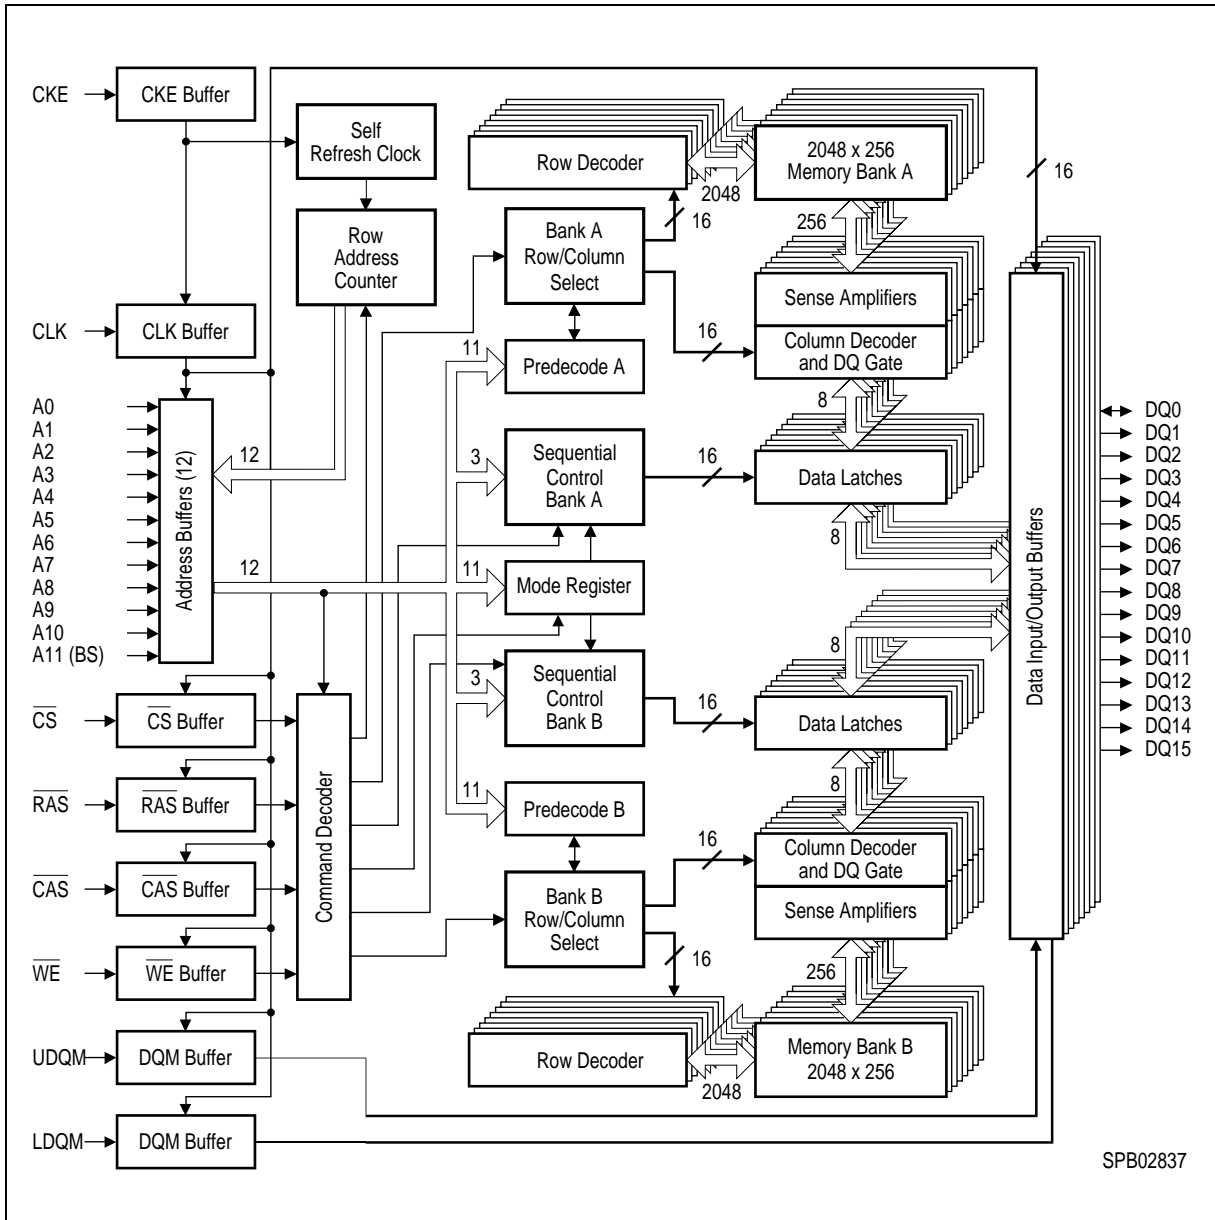 CKE
CKE Buffer
Self
Refresh Clock
Row Decoder
2048
2048 x 256
Memory Bank A
16
16
256
Row
Address
Counter
Bank A
Row/Column
Select
Sense Amplifiers
CLK
CLK Buffer
11
Predecode A
16
Column Decoder
and DQ Gate
8
A0
A1
A2
A3
A4
A5
A6
A7
A8
A9
A10
A11 (BS)
Address Buffers (12)
12
12
3
Sequential
Control
Bank A
16
Data Latches
8
11
Mode Register
8
3
Sequential
Control
Bank B
16
Data Latches
8
Data Input/Output Buffers
DQ0
DQ1
DQ2
DQ3
DQ4
DQ5
DQ6
DQ7
DQ8
DQ9
DQ10
DQ11
DQ12
DQ13
DQ14
DQ15
CS
CS Buffer
RAS
RAS Buffer
CAS
CAS Buffer
WE
WE Buffer
Command Decoder
11
Predecode B
16
Column Decoder
and DQ Gate
Bank B
Row/Column
Select
Sense Amplifiers
16
256
UDQM
DQM Buffer
Row Decoder
2048
Memory Bank B
2048 x 256
LDQM
DQM Buffer
SPB02837